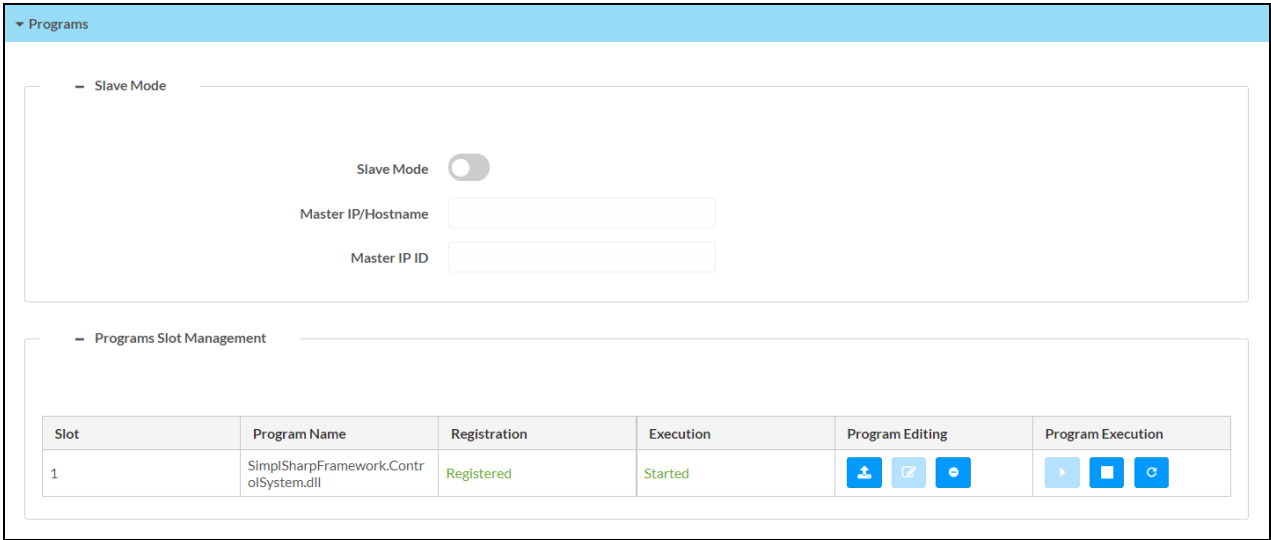 Programs
Slave Mode
Slave Mode
Master IP/Hostname
Master IP ID
Programs Slot Management
Slot Program Name Registration Execution Program Editing Program Execution
1 SimplSharpFramework.Contr Registered Started
olSystem.dll